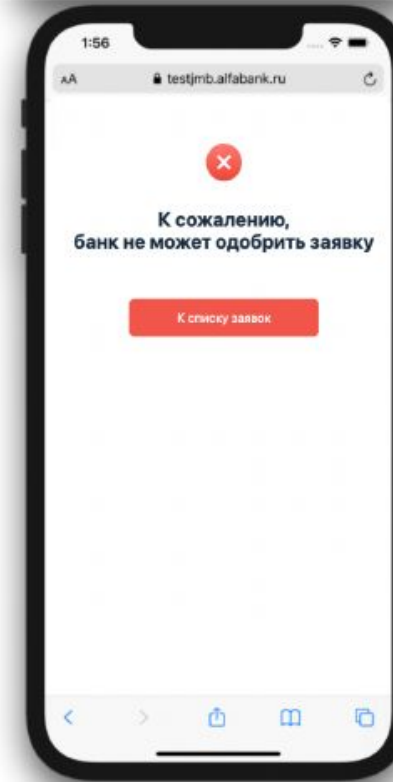 1:56
AA testjmb.alfabank.ru
К сожалению,
банк не может одобрить заявку
К списку заявок